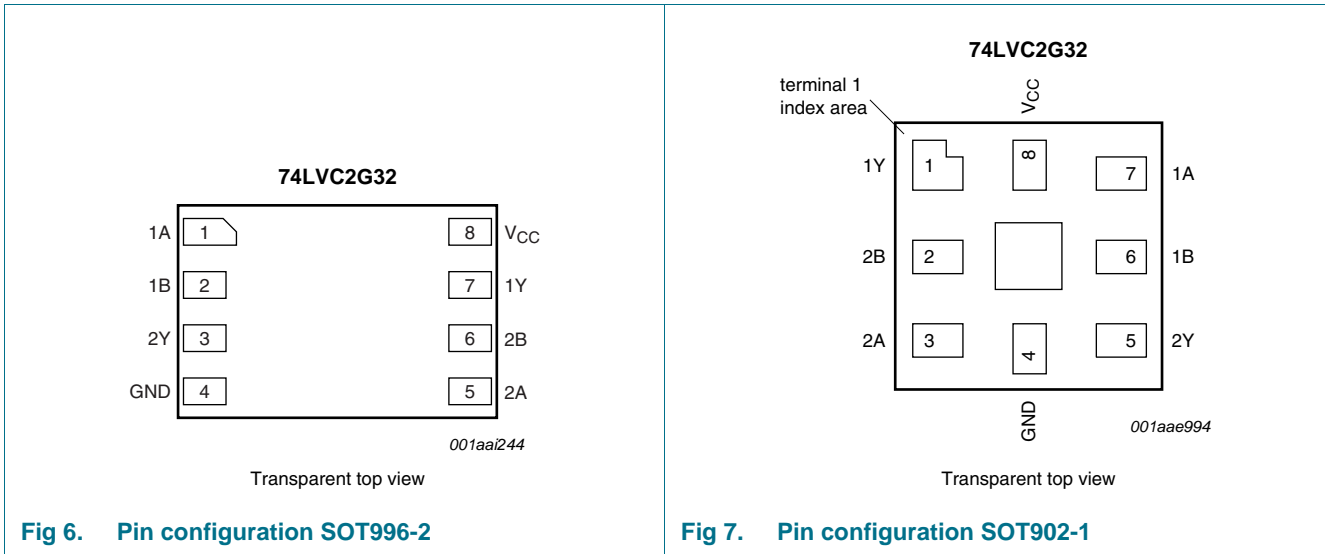 74LVC2G32
1A 1 8 VCC
1B 2 7 1Y
2Y 3 6 2B
GND 4 5 2A
001aai244
Transparent top view
Fig 6. Pin configuration SOT996-2
74LVC2G32
terminal 1
index area
VCC
1Y 1 8 7 1A
2B 2 6 1B
2A 3 4 5 2Y
GND
001aae994
Transparent top view
Fig 7. Pin configuration SOT902-1